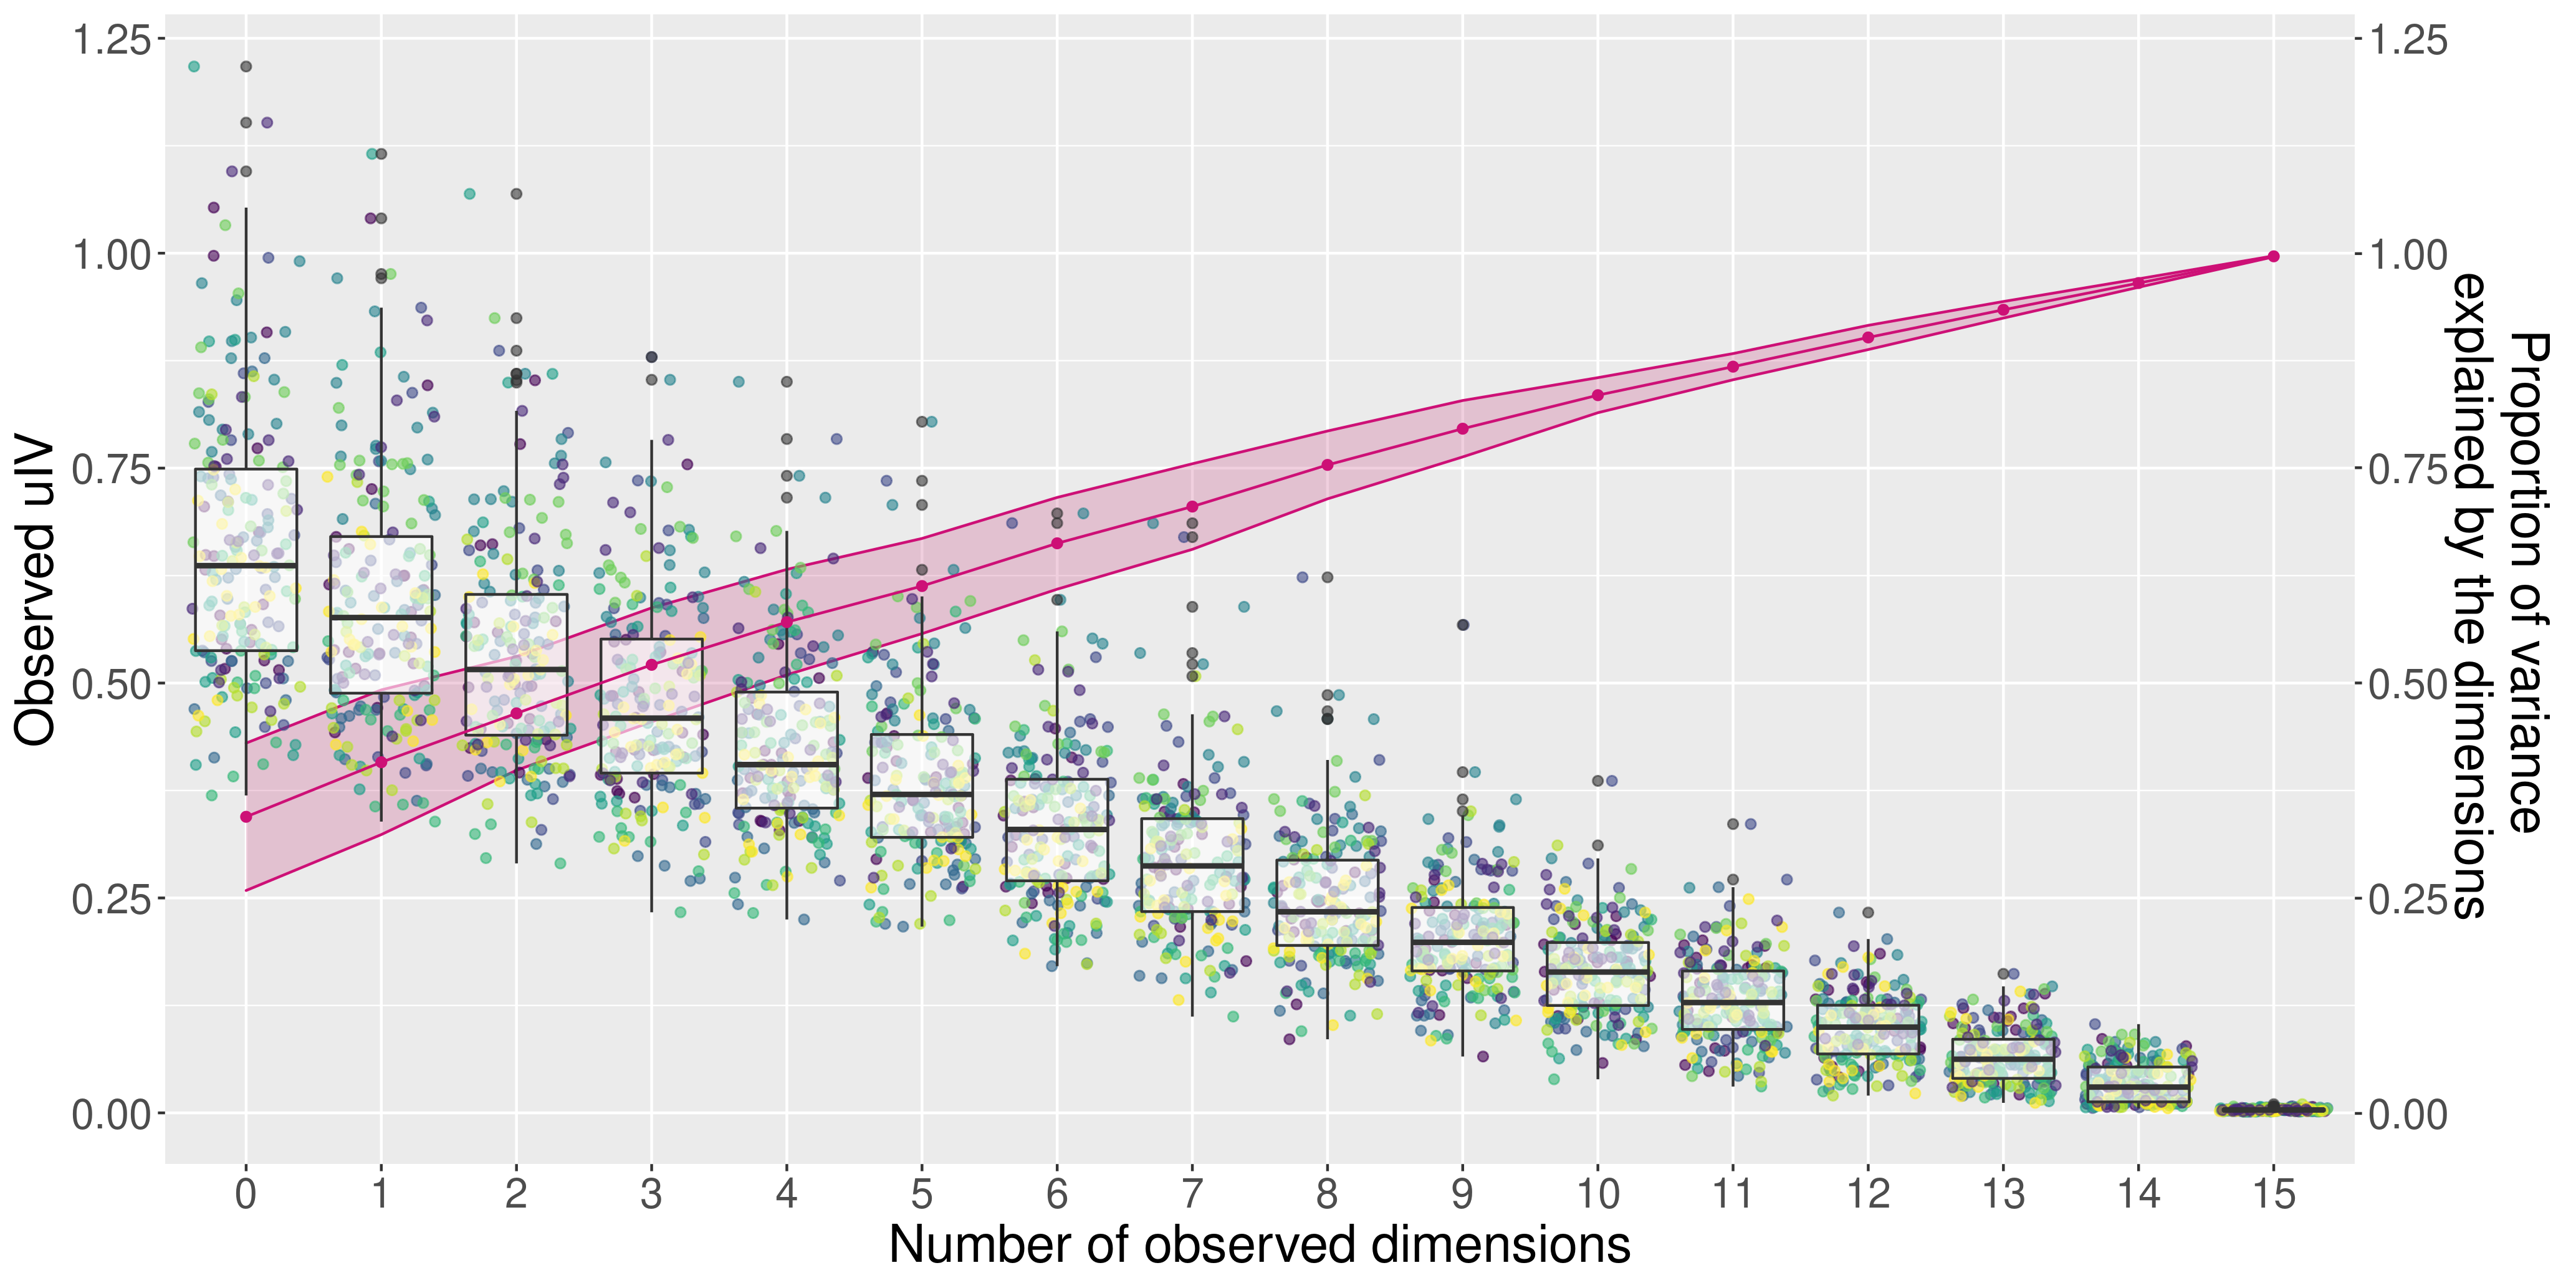 Observed uIV
1.25
1.00
0.75
0.50
0.25
0.00
0 1 2 3 4 5 6 7 8 9 10 11 12 13 14 15
Number of observed dimensions
1.25
1.00
0.75
0.50
0.25
0.00
Proportion of variance
explained by the dimensions